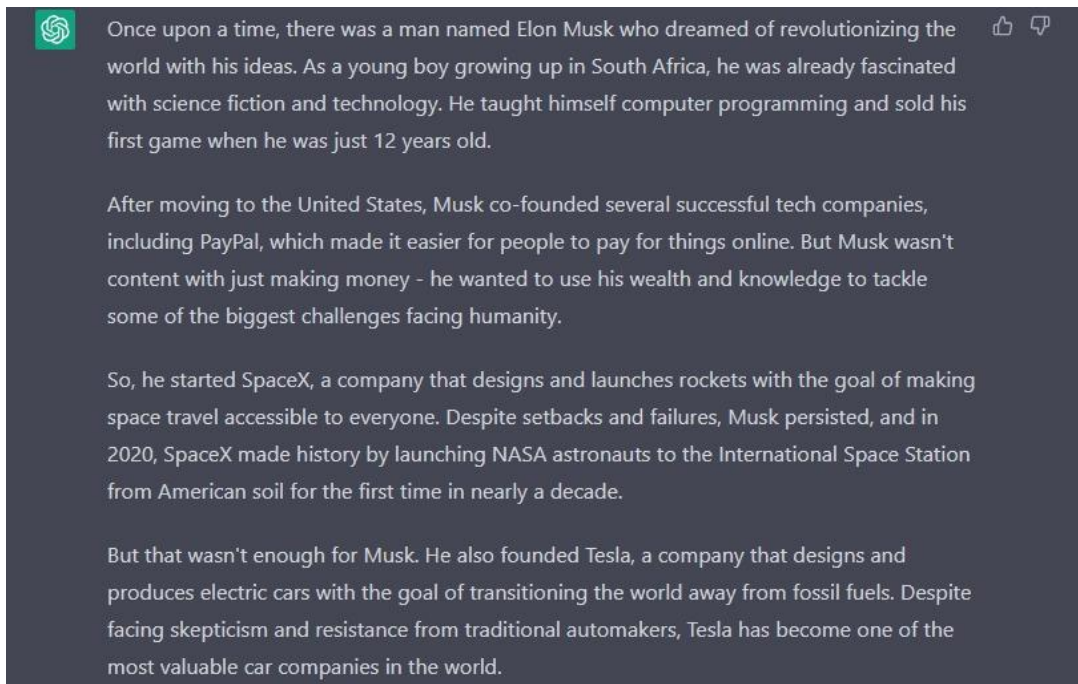 Once upon a time, there was a man named Elon Musk who dreamed of revolutionizing the
world with his ideas. As a young boy growing up in South Africa, he was already fascinated
with science fiction and technology. He taught himself computer programming and sold his
first game when he was just 12 years old.
After moving to the United States, Musk co-founded several successful tech companies,
including PayPal, which made it easier for people to pay for things online. But Musk wasn't
content with just making money - he wanted to use his wealth and knowledge to tackle
some of the biggest challenges facing humanity.
So, he started SpaceX, a company that designs and launches rockets with the goal of making
space travel accessible to everyone. Despite setbacks and failures, Musk persisted, and in
2020, SpaceX made history by launching NASA astronauts to the International Space Station
from American soil for the first time in nearly a decade.
But that wasn't enough for Musk. He also founded Tesla, a company that designs and
produces electric cars with the goal of transitioning the world away from fossil fuels. Despite
facing skepticism and resistance from traditional automakers, Tesla has become one of the
most valuable car companies in the world.